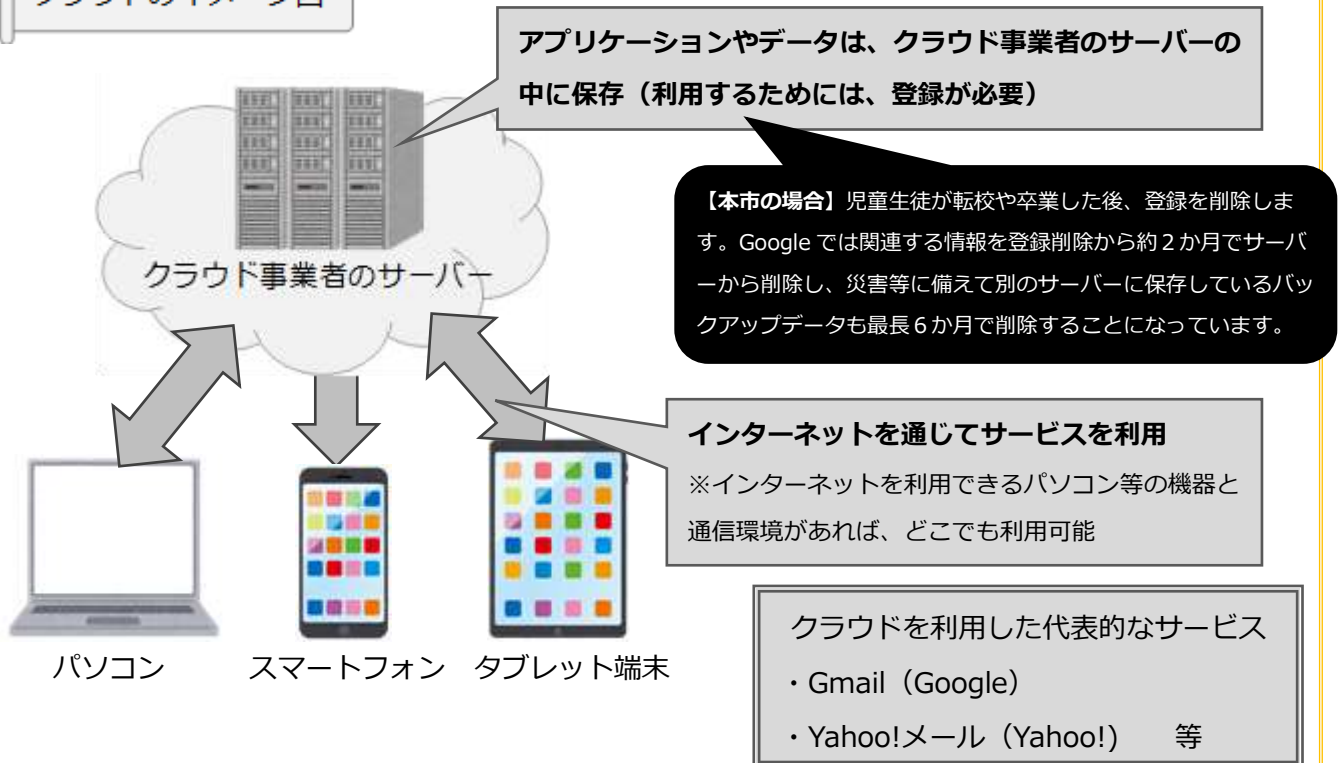 クラウドのイメージ図
アプリケーションやデータは、クラウド事業者のサーバーの
中に保存（利用するためには、登録が必要）
【本市の場合】児童生徒が転校や卒業した後、登録を削除しま
す。Google では関連する情報を登録削除から約２か月でサーバ
ーから削除し、災害等に備えて別のサーバーに保存しているバッ
クアップデータも最長６か月で削除することになっています。
クラウド事業者のサーバー
インターネットを通じてサービスを利用
※インターネットを利用できるパソコン等の機器と
通信環境があれば、どこでも利用可能
パソコン
スマートフォン
タブレット端末
クラウドを利用した代表的なサービス
・Gmail（Google）
・Yahoo!メール（Yahoo!)　　等